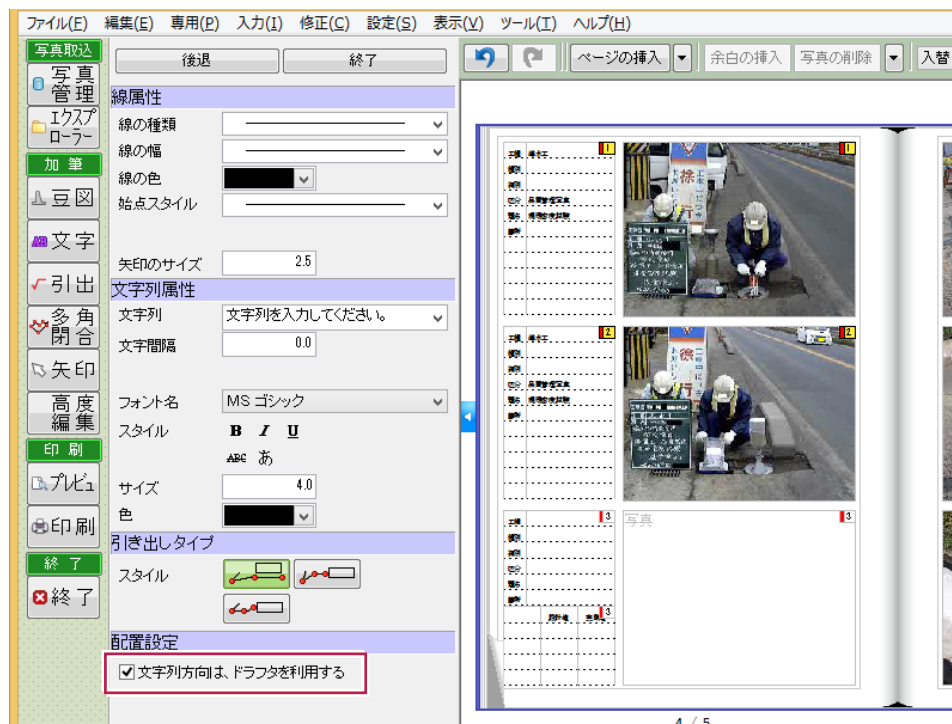 ファイル(F) 編集(E) 専用(P) 入力(I) 修正(C) 設定(S) 表示(V) ツール(T) ヘルプ(H)
写真取込
写真管理
エクスプローラー
加 筆
豆図
AB文字
引出
多角閉合
矢印
高度編集
印 刷
プレビュ
印刷
終 了
終了
後退 終了
線属性
線の種類
線の幅
線の色
始点スタイル
矢印のサイズ 2.5
文字列属性
文字列 文字列を入力してください。
文字間隔 0.0
フォント名 MS ゴシック
スタイル B I U
ABC あ
サイズ 4.0
色
引き出しタイプ
スタイル
配置設定
文字列方向は、ドラフタを利用する
ページの挿入 余白の挿入 写真の削除 入替
1 1
徐行
2 2
徐
3 写真 3
3
4 / 5